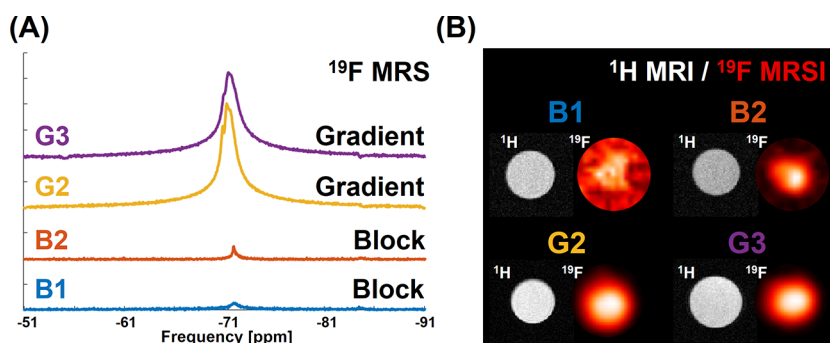 (A)
¹⁹F MRS
G3
Gradient
G2
Gradient
B2
Block
B1
Block
-51
-61
-71
-81
-91
Frequency [ppm]
(B)
¹H MRI / ¹⁹F MRSI
B1
B2
¹H
¹⁹F
¹H
¹⁹F
G2
G3
¹H
¹⁹F
¹H
¹⁹F